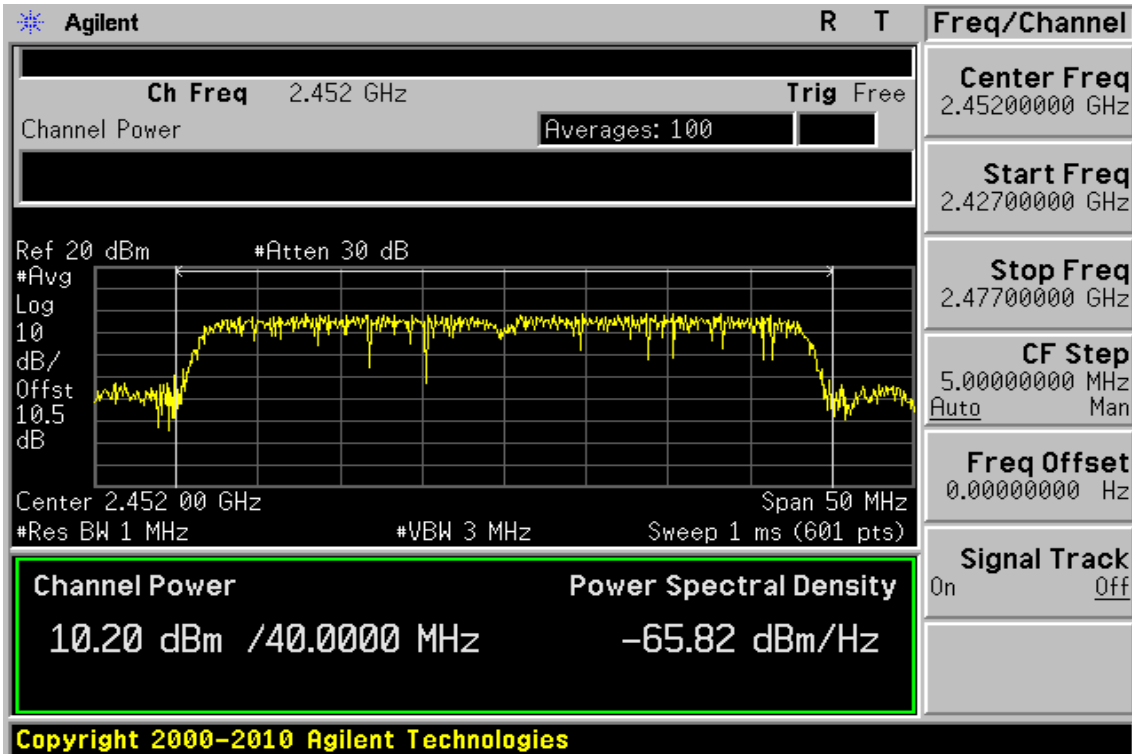 Agilent R T
Ch Freq 2.452 GHz Trig Free
Channel Power Averages: 100
Ref 20 dBm #Atten 30 dB
#Avg
Log
10
dB/
Offst
10.5
dB
Center 2.452 00 GHz Span 50 MHz
#Res BW 1 MHz #VBW 3 MHz Sweep 1 ms (601 pts)
Channel Power Power Spectral Density
10.20 dBm /40.0000 MHz -65.82 dBm/Hz
Copyright 2000-2010 Agilent Technologies
Freq/Channel
Center Freq
2.45200000 GHz
Start Freq
2.42700000 GHz
Stop Freq
2.47700000 GHz
CF Step
5.00000000 MHz
Auto Man
Freq Offset
0.00000000 Hz
Signal Track
On Off